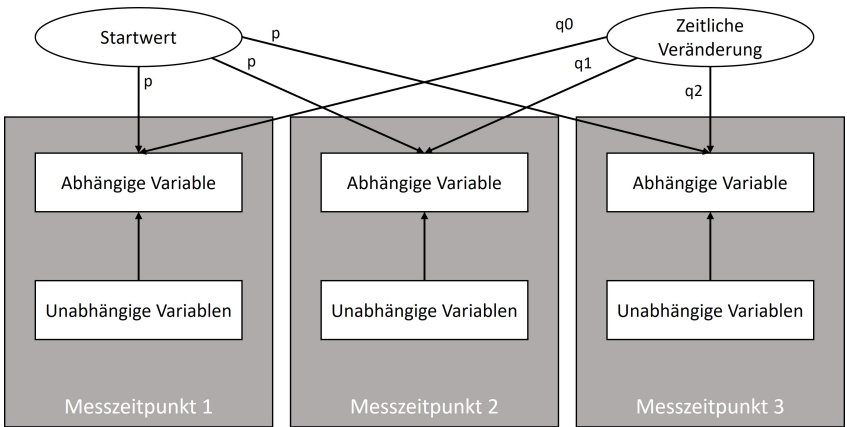 Startwert
Zeitliche
Veränderung
p
p
p
q0
q1
q2
Abhängige Variable
Abhängige Variable
Abhängige Variable
Unabhängige Variablen
Unabhängige Variablen
Unabhängige Variablen
Messzeitpunkt 1
Messzeitpunkt 2
Messzeitpunkt 3